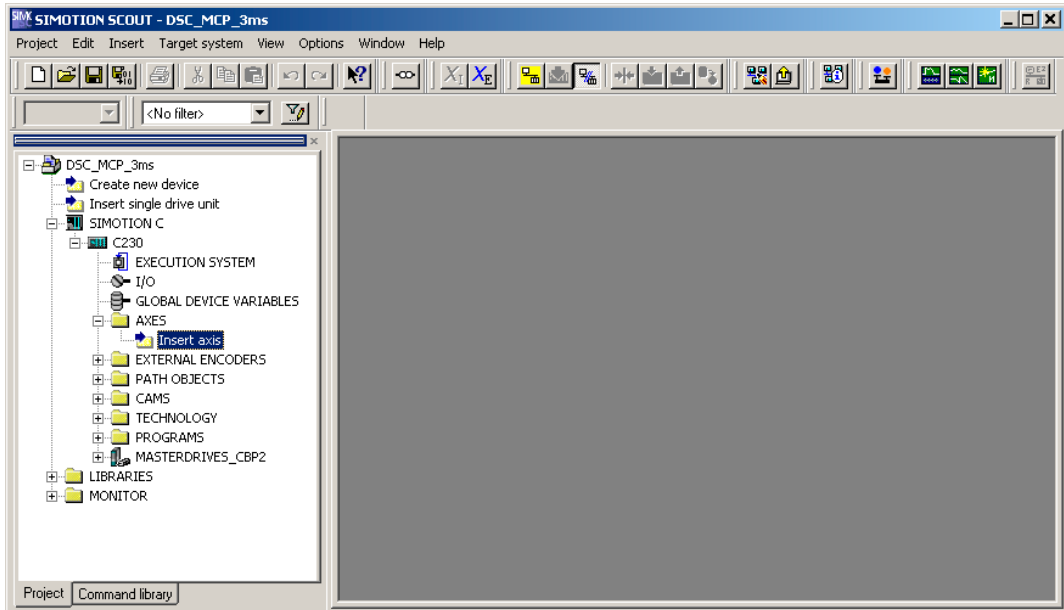 SIMOTION SCOUT - DSC_MCP_3ms
Project Edit Insert Target system View Options Window Help
<No filter>
DSC_MCP_3ms
Create new device
Insert single drive unit
SIMOTION C
C230
EXECUTION SYSTEM
I/O
GLOBAL DEVICE VARIABLES
AXES
Insert axis
EXTERNAL ENCODERS
PATH OBJECTS
CAMS
TECHNOLOGY
PROGRAMS
MASTERDRIVES_CBP2
LIBRARIES
MONITOR
Project Command library